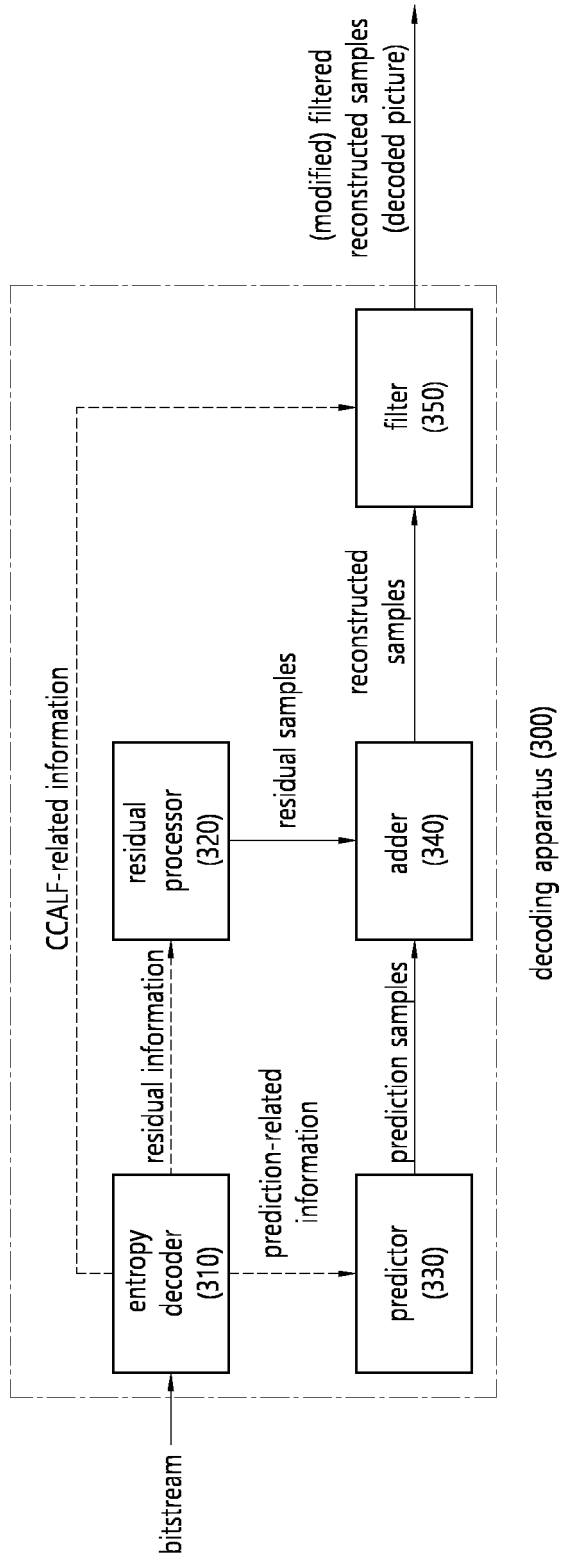 CCALF-related information
bitstream
entropy
decoder
(310)
residual information
residual
processor
(320)
prediction-related
information
residual samples
predictor
(330)
prediction samples
adder
(340)
reconstructed
samples
filter
(350)
(modified) filtered
reconstructed samples
(decoded picture)
decoding apparatus (300)